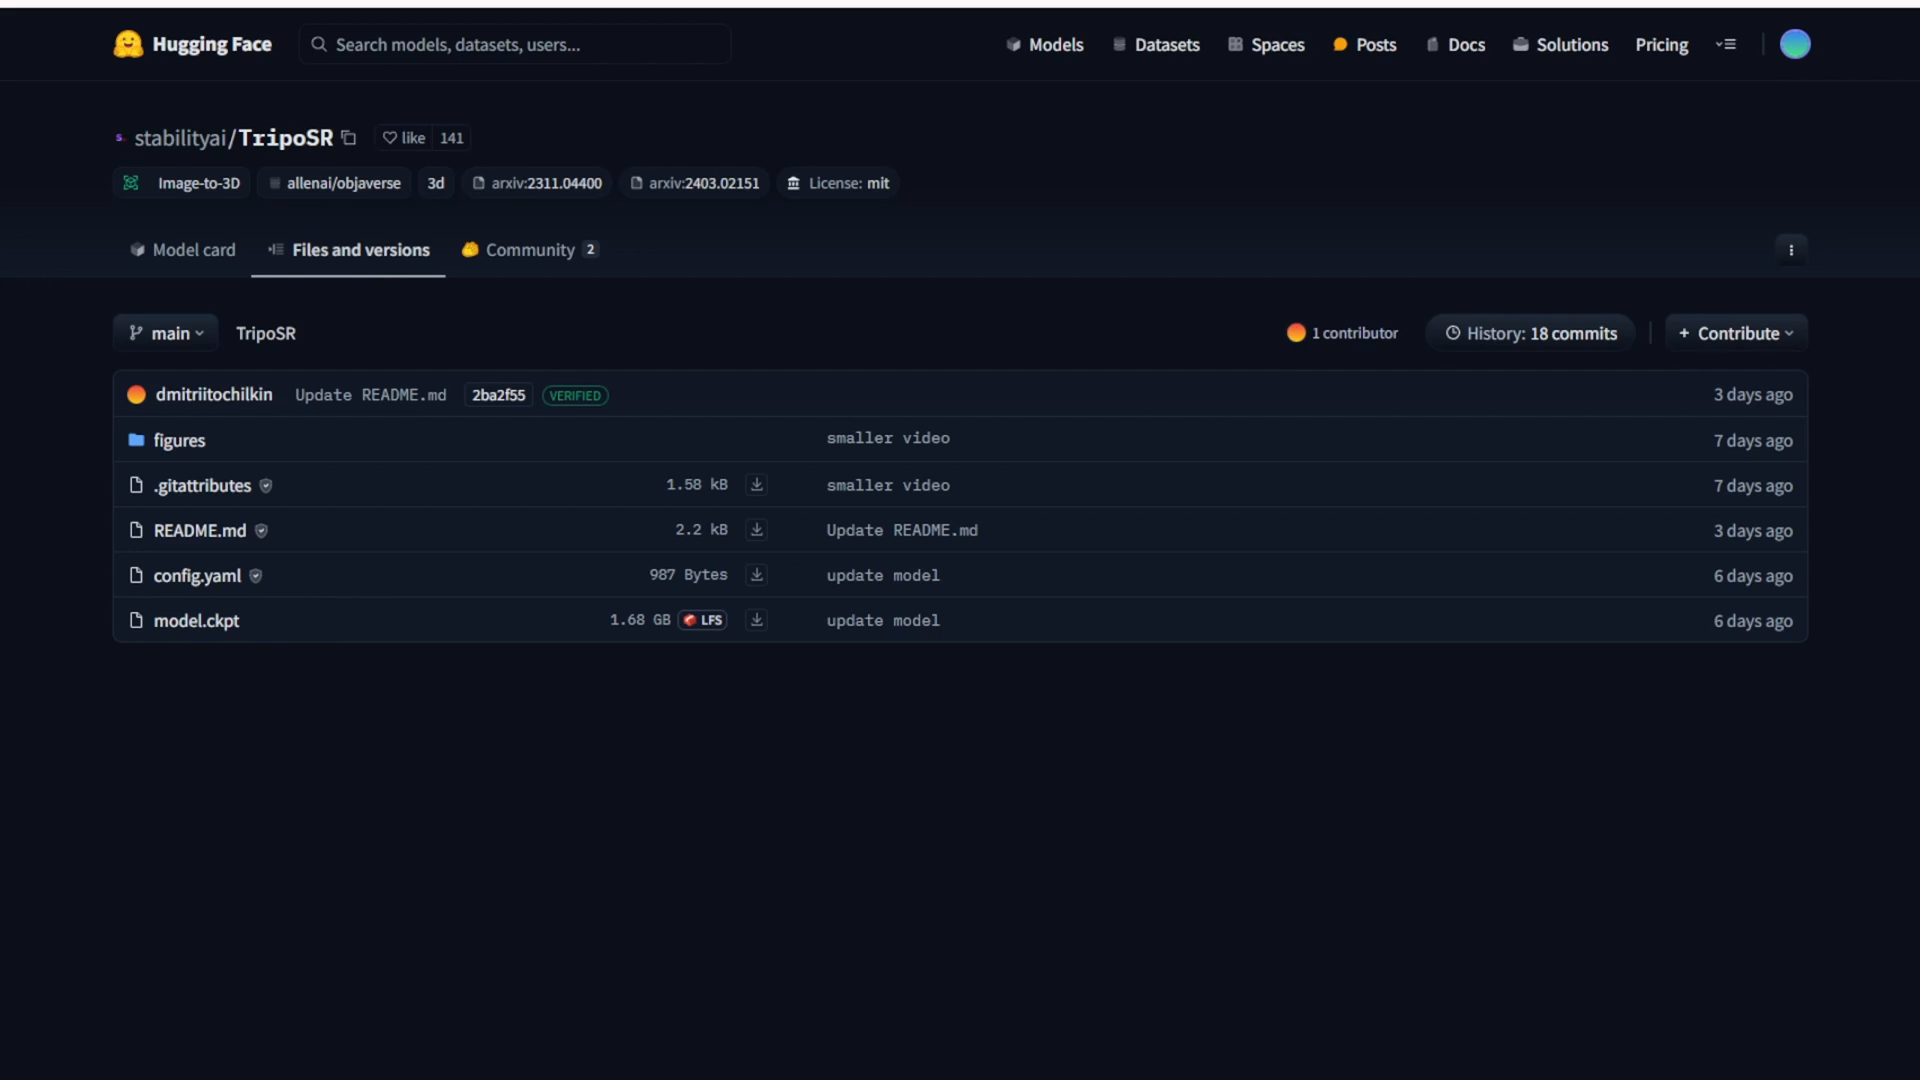 Hugging Face Search models, datasets, users... Models Datasets Spaces Posts Docs Solutions Pricing
stabilityai/TripoSR like 141
Image-to-3D allenai/objaverse 3d arxiv:2311.04400 arxiv:2403.02151 License: mit
Model card Files and versions Community 2
main TripoSR 1 contributor History: 18 commits + Contribute
dmitriitochilkin Update README.md 2ba2f55 VERIFIED 3 days ago
figures smaller video 7 days ago
.gitattributes 1.58 kB smaller video 7 days ago
README.md 2.2 kB Update README.md 3 days ago
config.yaml 987 Bytes update model 6 days ago
model.ckpt 1.68 GB LFS update model 6 days ago